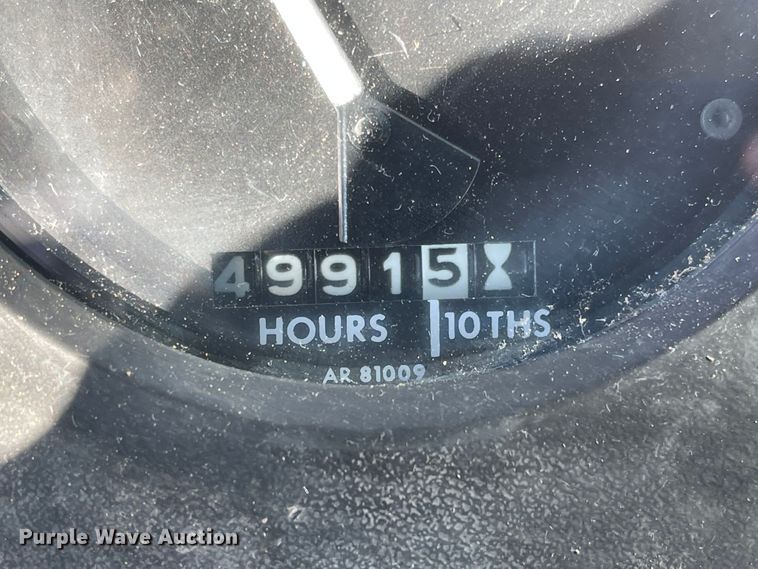 49915
HOURS 10THS
AR 81009
Purple Wave Auction®